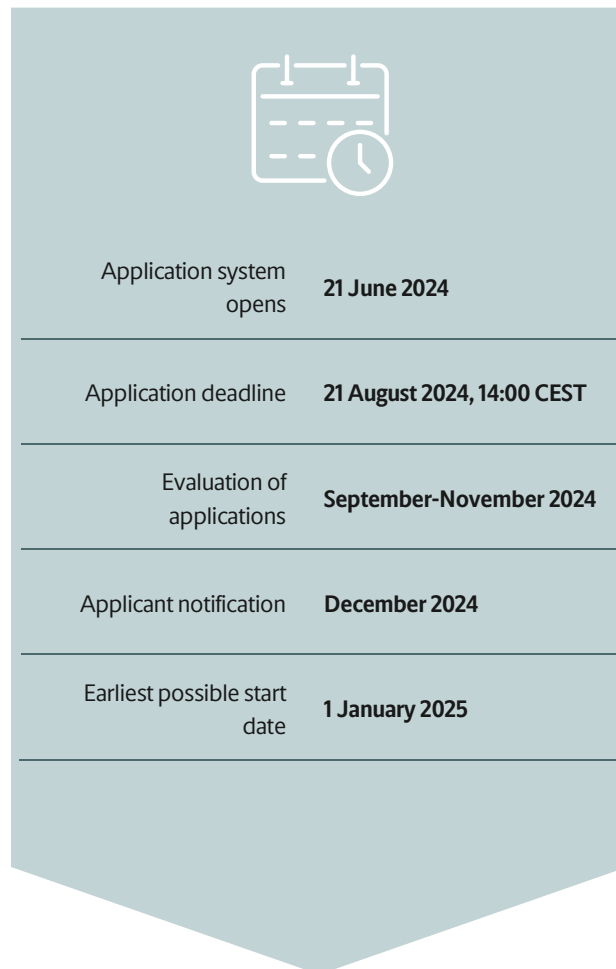 Application system
opens
21 June 2024
Application deadline
21 August 2024, 14:00 CEST
Evaluation of
applications
September-November 2024
Applicant notification
December 2024
Earliest possible start
date
1 January 2025